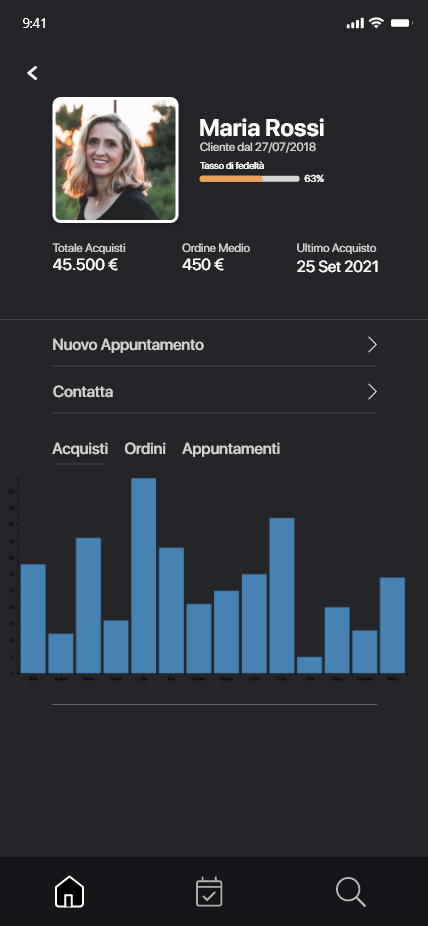 9:41
Maria Rossi
Cliente dal 27/07/2018
Tasso di fedeltà
63%
Totale Acquisti
Ordine Medio
Ultimo Acquisto
45.500 €
450 €
25 Set 2021
Nuovo Appuntamento
Contatta
Acquisti
Ordini
Appuntamenti